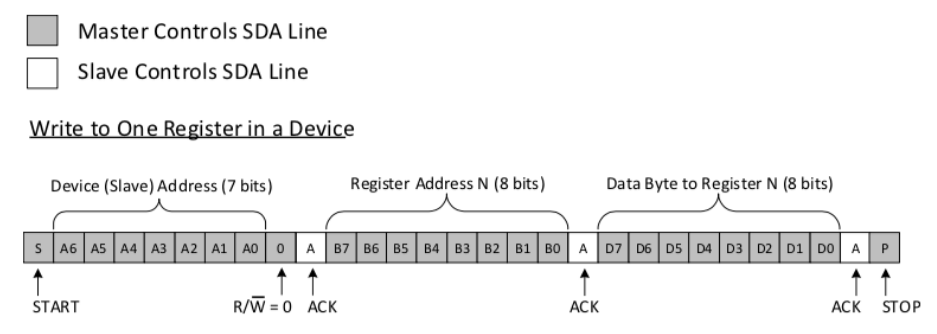 Master Controls SDA Line
Slave Controls SDA Line
Write to One Register in a Device
Device (Slave) Address (7 bits) Register Address N (8 bits) Data Byte to Register N (8 bits)
S A6 A5 A4 A3 A2 A1 A0 0 A B7 B6 B5 B4 B3 B2 B1 B0 A D7 D6 D5 D4 D3 D2 D1 D0 A P
START R/W̅ = 0 ACK ACK ACK STOP